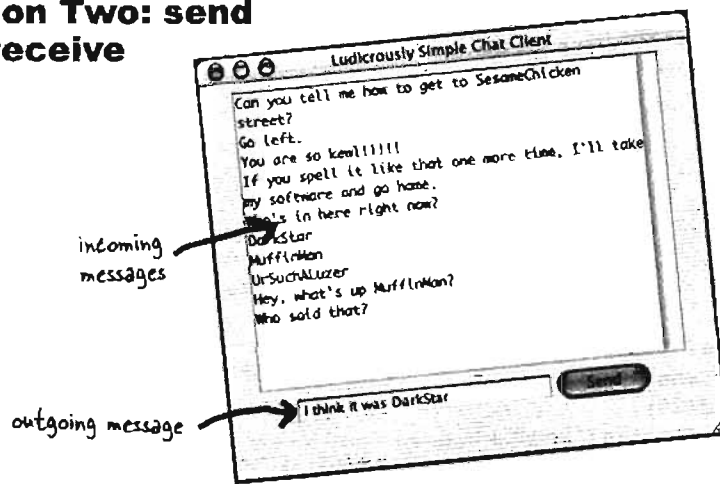 on Two: send
receive
Ludicrously Simple Chat Client
Can you tell me how to get to SesameChicken
street?
Go left.
You are so kewl!!!!!
If you spell it like that one more time, I'll take
my software and go home.
Who's in here right now?
DarkStar
MuffinMan
UrSuchALuzer
Hey, what's up MuffinMan?
Who said that?
incoming
messages
I think it was DarkStar
Send
outgoing message